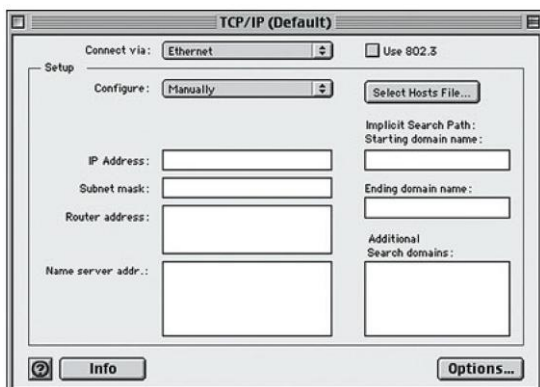 TCP/IP (Default)
Connect via: Ethernet
Use 802.3
Setup
Configure: Manually
Select Hosts File...
Implicit Search Path:
Starting domain name:
IP Address:
Subnet mask:
Ending domain name:
Router address:
Additional
Search domains:
Name server addr.:
?
Info
Options...